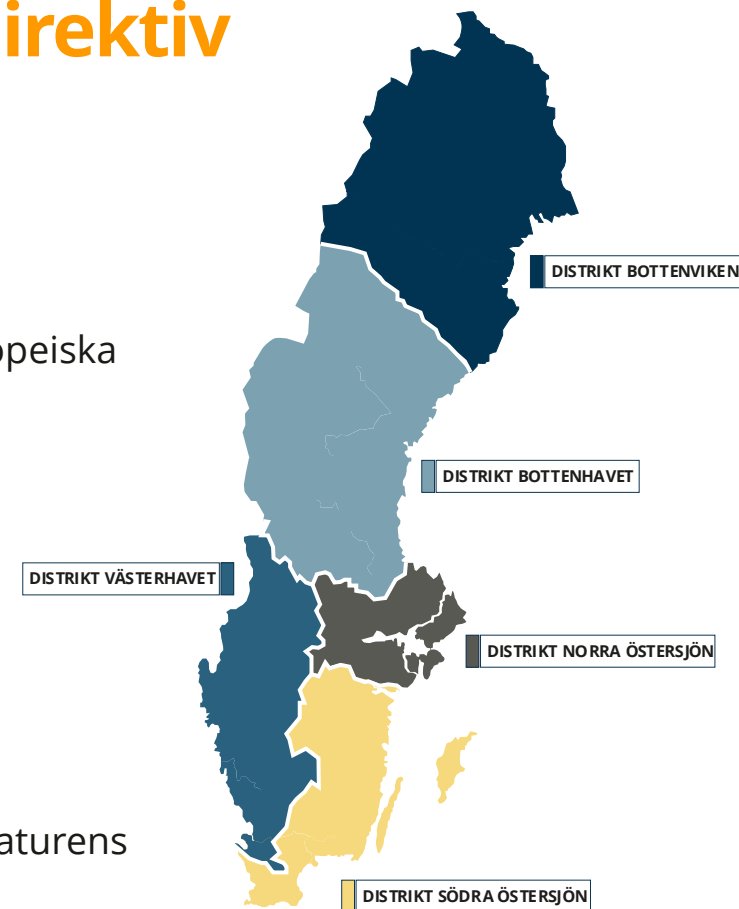 irektiv
DISTRIKT BOTTENVIKEN
opeiska
DISTRIKT BOTTENHAVET
DISTRIKT VÄSTERHAVET
DISTRIKT NORRA ÖSTERSJÖN
aturens
DISTRIKT SÖDRA ÖSTERSJÖN